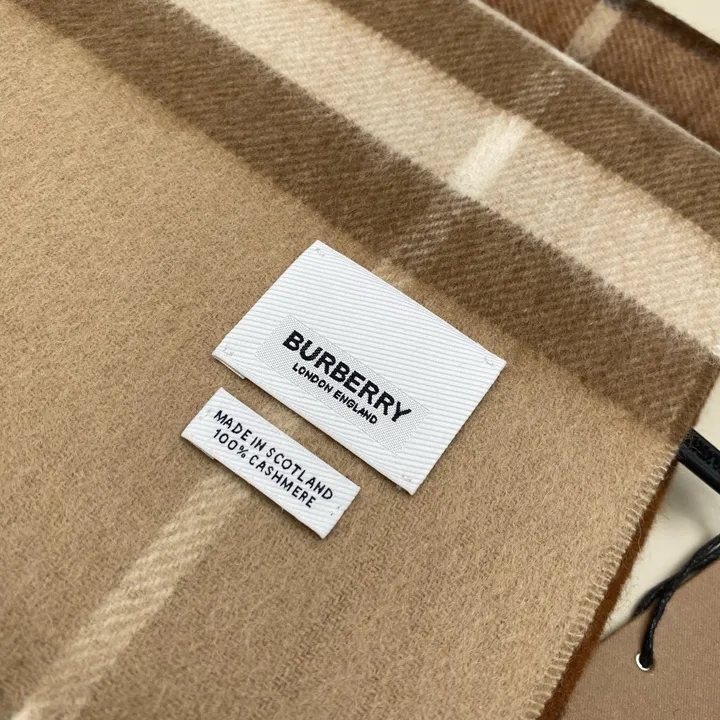 BURBERRY
LONDON ENGLAND
MADE IN SCOTLAND
100% CASHMERE